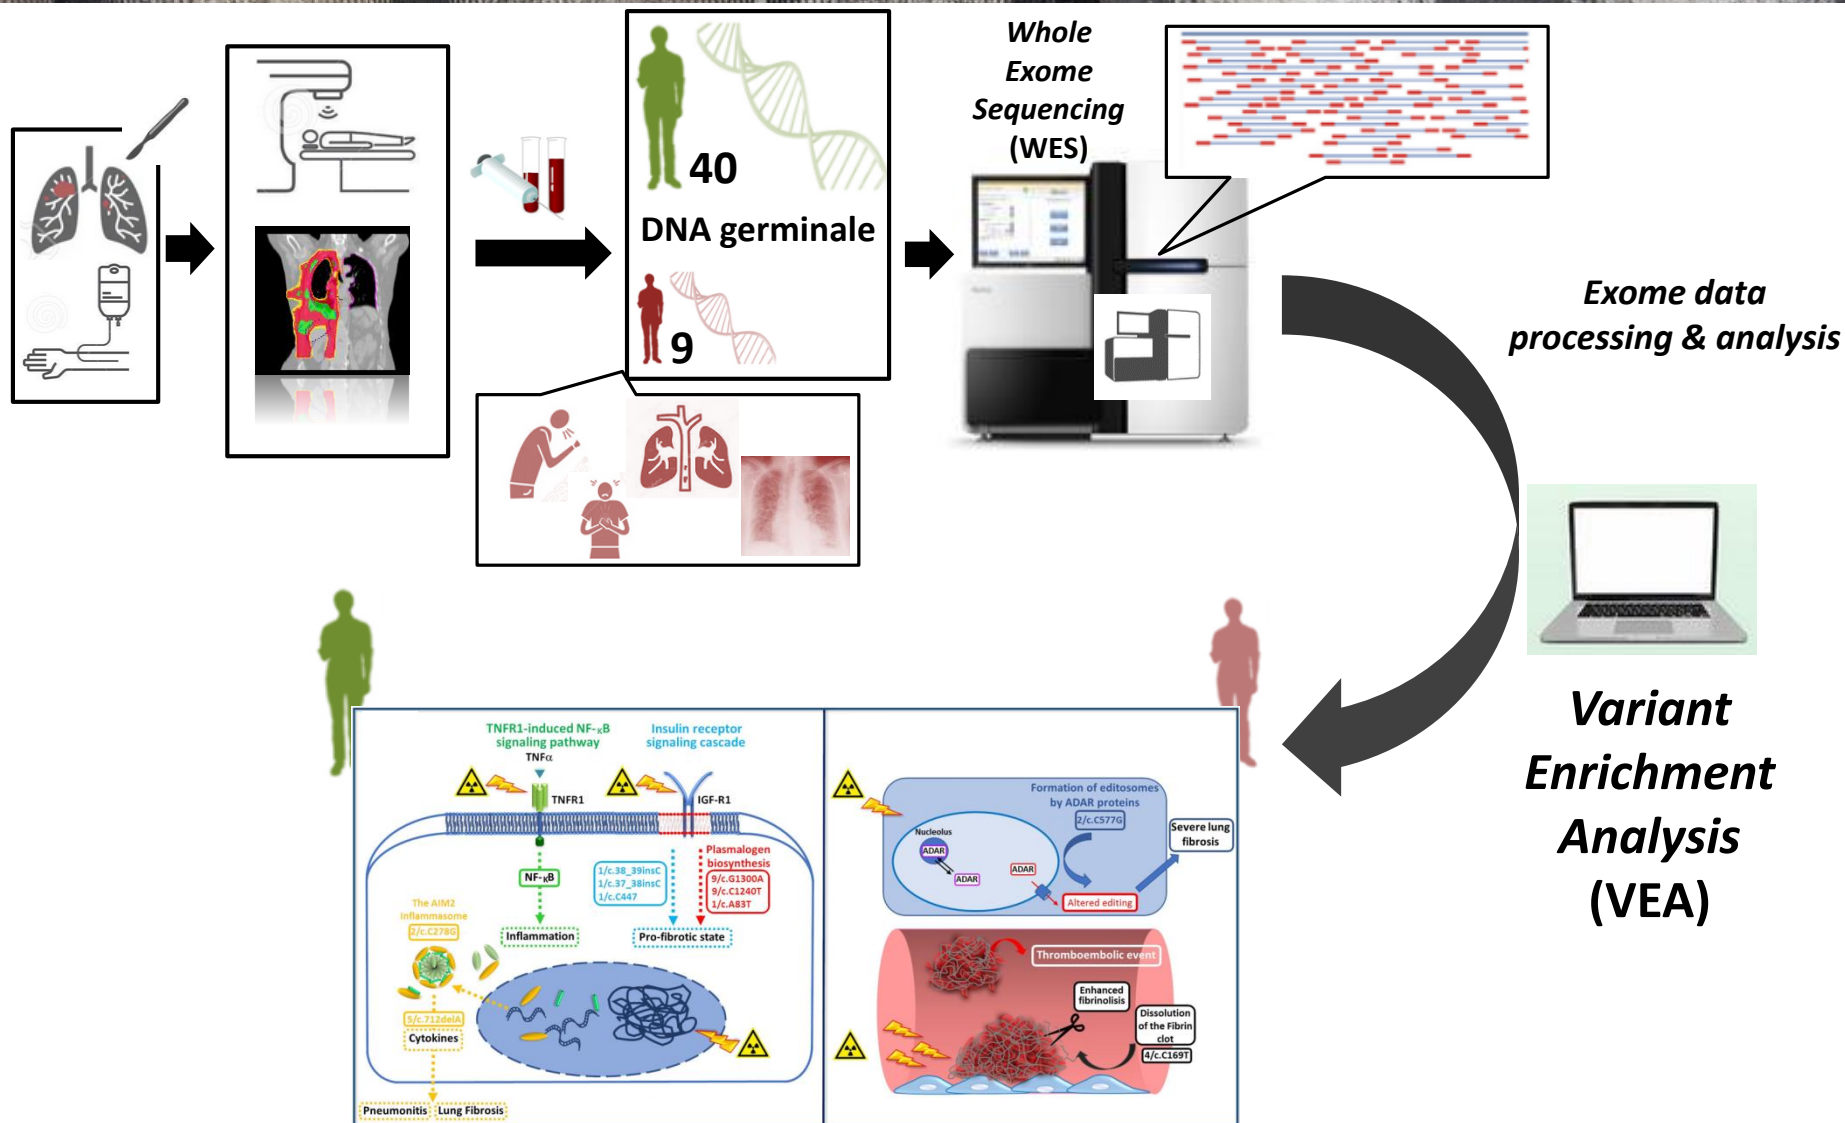 Whole
Exome
Sequencing
(WES)
40
DNA germinale
9
Exome data
processing & analysis
Variant
Enrichment
Analysis
(VEA)
TNFR1-induced NF-κB
signaling pathway
TNFα
TNFR1
Insulin receptor
signaling cascade
IGF-R1
NF-κB
Inflammation
1/c.38_39insC
1/c.37_38insC
1/c.C447
Plasmalogen
biosynthesis
9/c.G1300A
9/c.C1240T
1/c.A83T
Pro-fibrotic state
The AIM2
Inflammasome
2/c.C278G
5/c.712delA
Cytokines
Pneumonitis
Lung Fibrosis
Formation of editosomes
by ADAR proteins
2/c.C577G
Nucleolus
ADAR
ADAR
ADAR
Altered editing
Severe lung
fibrosis
Thromboembolic event
Enhanced
fibrinolisis
Dissolution
of the Fibrin
clot
4/c.C169T